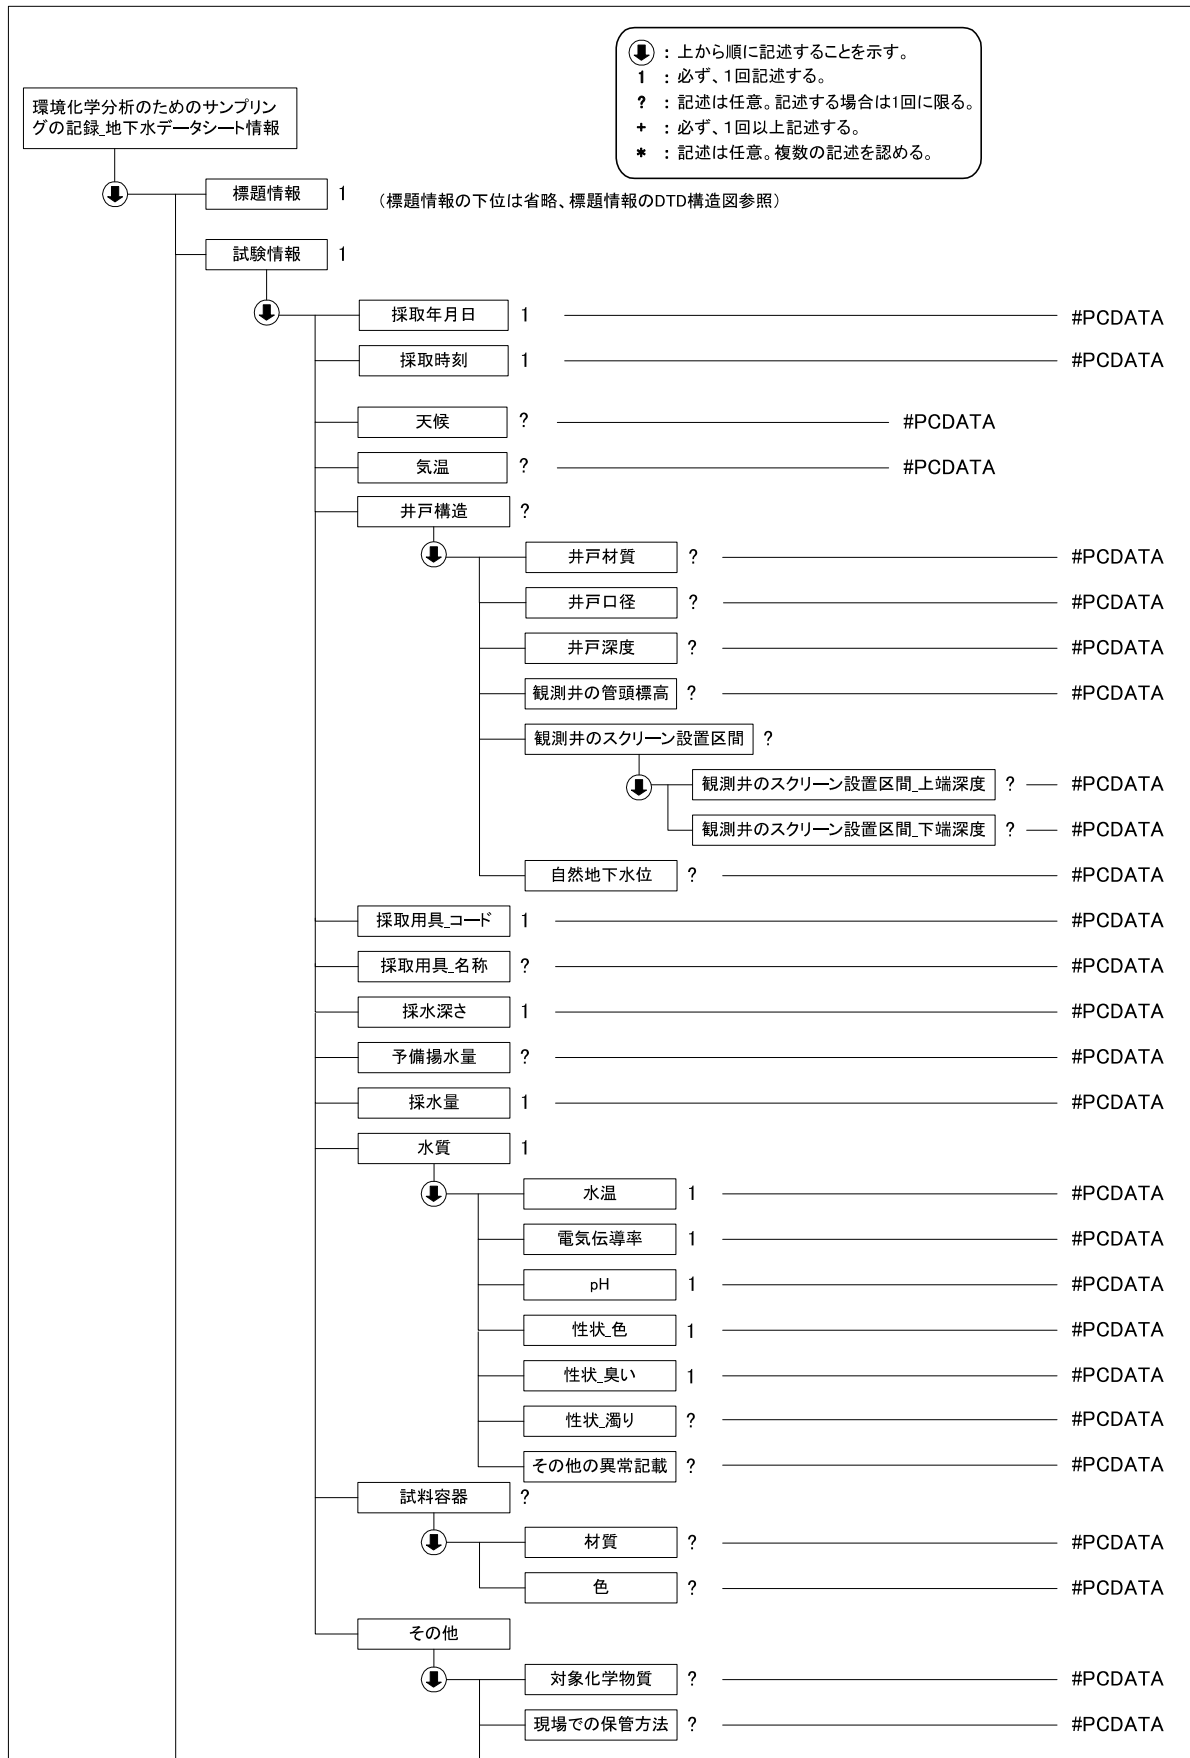 ：上から順に記述することを示す。
1：必ず、1回記述する。
?：記述は任意。記述する場合は1回に限る。
+：必ず、1回以上記述する。
*：記述は任意。複数の記述を認める。
環境化学分析のためのサンプリン
グの記録_地下水データシート情報
標題情報 1 （標題情報の下位は省略、標題情報のDTD構造図参照）
試験情報 1
採取年月日 1 #PCDATA
採取時刻 1 #PCDATA
天候 ? #PCDATA
気温 ? #PCDATA
井戸構造 ?
井戸材質 ? #PCDATA
井戸口径 ? #PCDATA
井戸深度 ? #PCDATA
観測井の管頭標高 ? #PCDATA
観測井のスクリーン設置区間 ?
観測井のスクリーン設置区間_上端深度 ? #PCDATA
観測井のスクリーン設置区間_下端深度 ? #PCDATA
自然地下水位 ? #PCDATA
採取用具_コード 1 #PCDATA
採取用具_名称 ? #PCDATA
採水深さ 1 #PCDATA
予備揚水量 ? #PCDATA
採水量 1 #PCDATA
水質 1
水温 1 #PCDATA
電気伝導率 1 #PCDATA
pH 1 #PCDATA
性状_色 1 #PCDATA
性状_臭い 1 #PCDATA
性状_濁り ? #PCDATA
その他の異常記載 ? #PCDATA
試料容器 ?
材質 ? #PCDATA
色 ? #PCDATA
その他
対象化学物質 ? #PCDATA
現場での保管方法 ? #PCDATA